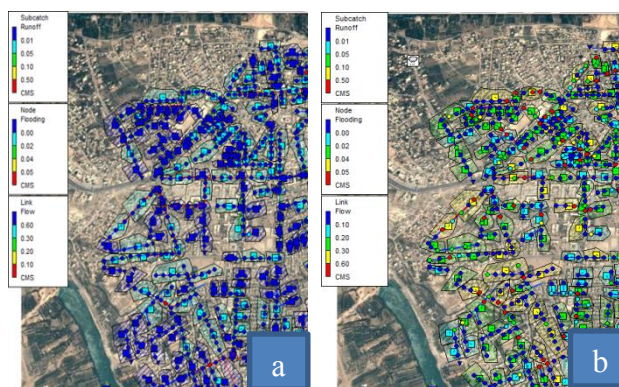 Subcatch
Runoff
0.01
0.05
0.10
0.50
CMS
Node
Flooding
0.00
0.02
0.04
0.05
CMS
Link
Flow
0.60
0.30
0.20
0.10
CMS
a
Subcatch
Runoff
0.01
0.05
0.10
0.50
CMS
Node
Flooding
0.00
0.02
0.04
0.05
CMS
Link
Flow
0.10
0.20
0.30
0.60
CMS
b